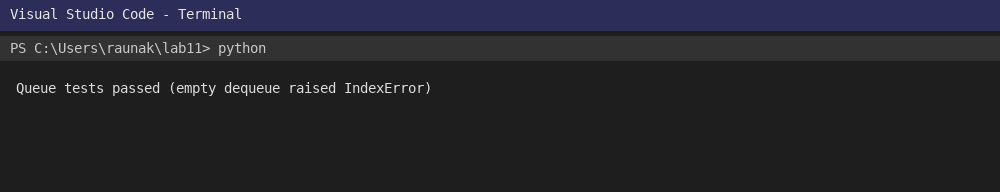 Visual Studio Code - Terminal
PS C:\Users\raunak\lab11> python
Queue tests passed (empty dequeue raised IndexError)